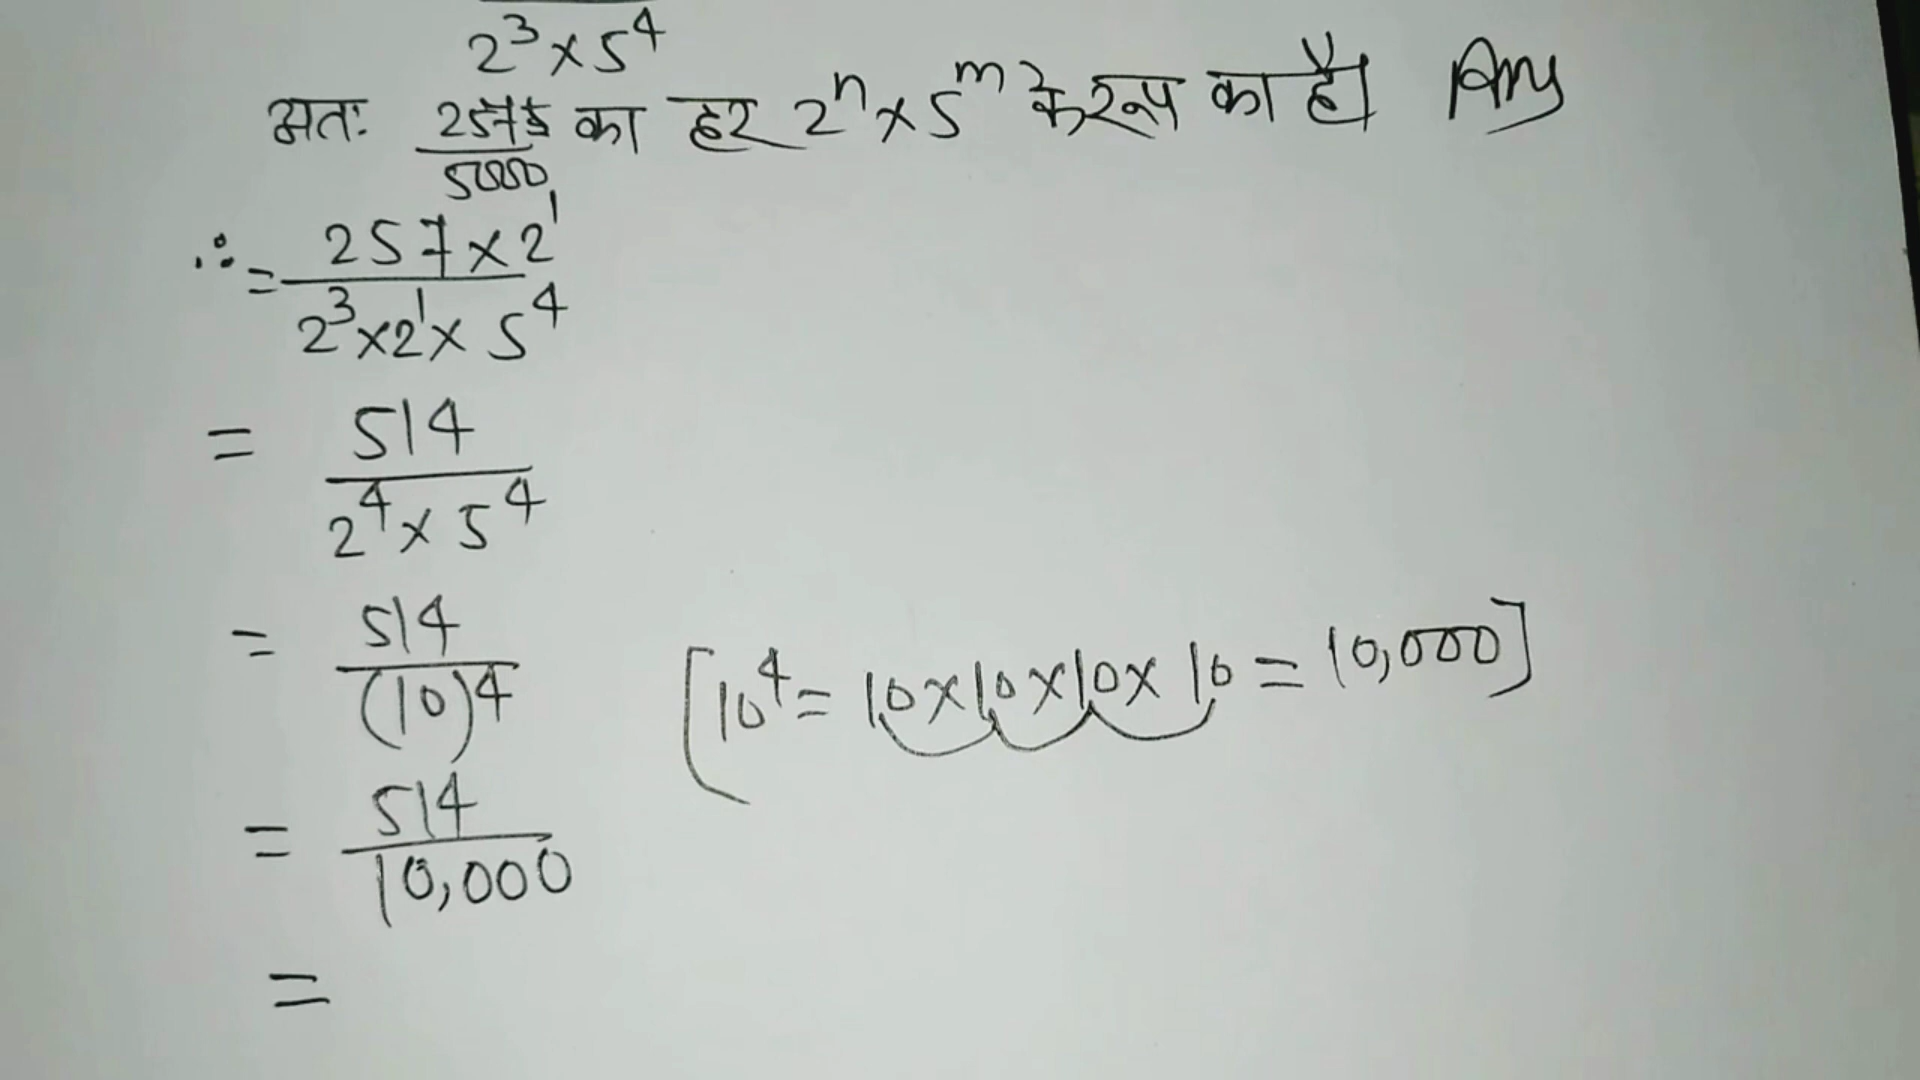 2³ × 5⁴
अतः 257/5000 का हर 2ⁿ × 5ᵐ के रूप का है। Ans
∴ = 257 × 2¹ / 2³ × 2¹ × 5⁴
= 514 / 2⁴ × 5⁴
= 514 / (10)⁴ [10⁴ = 10 × 10 × 10 × 10 = 10,000]
= 514 / 10,000
=